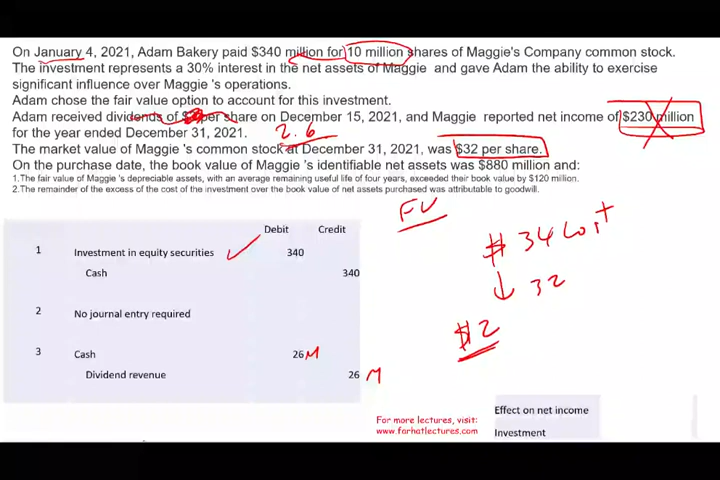 On January 4, 2021, Adam Bakery paid $340 million for 10 million shares of Maggie's Company common stock.
The investment represents a 30% interest in the net assets of Maggie and gave Adam the ability to exercise
significant influence over Maggie 's operations.
Adam chose the fair value option to account for this investment.
Adam received dividends of per share on December 15, 2021, and Maggie reported net income of $230 million
for the year ended December 31, 2021. 2.6
The market value of Maggie 's common stock at December 31, 2021, was $32 per share.
On the purchase date, the book value of Maggie 's identifiable net assets was $880 million and:
1.The fair value of Maggie 's depreciable assets, with an average remaining useful life of four years, exceeded their book value by $120 million.
2.The remainder of the excess of the cost of the investment over the book value of net assets purchased was attributable to goodwill.
FV
Debit Credit
$ 34 Cost
1 Investment in equity securities 340
Cash 340
↓ 32
2 No journal entry required
$2
3 Cash 26 M
Dividend revenue 26 M
For more lectures, visit:
www.farhatlectures.com
Effect on net income
Investment